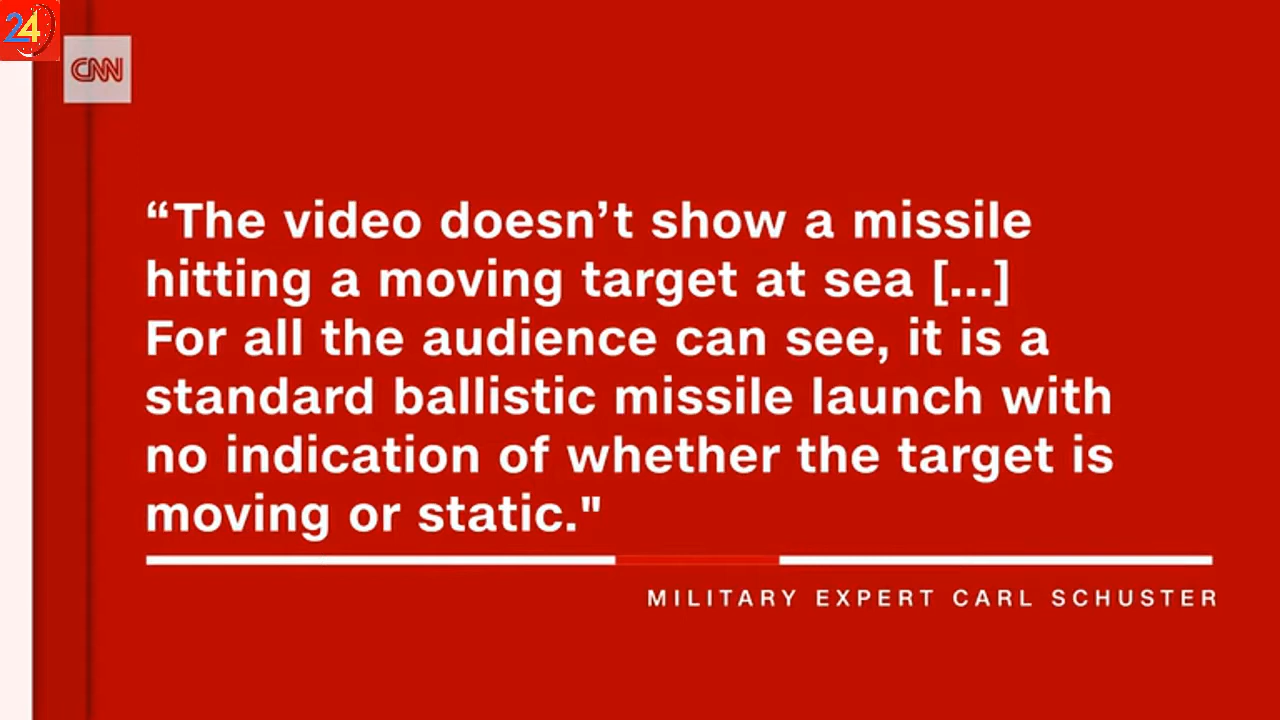 24
CNN
“The video doesn’t show a missile
hitting a moving target at sea [...]
For all the audience can see, it is a
standard ballistic missile launch with
no indication of whether the target is
moving or static."
MILITARY EXPERT CARL SCHUSTER